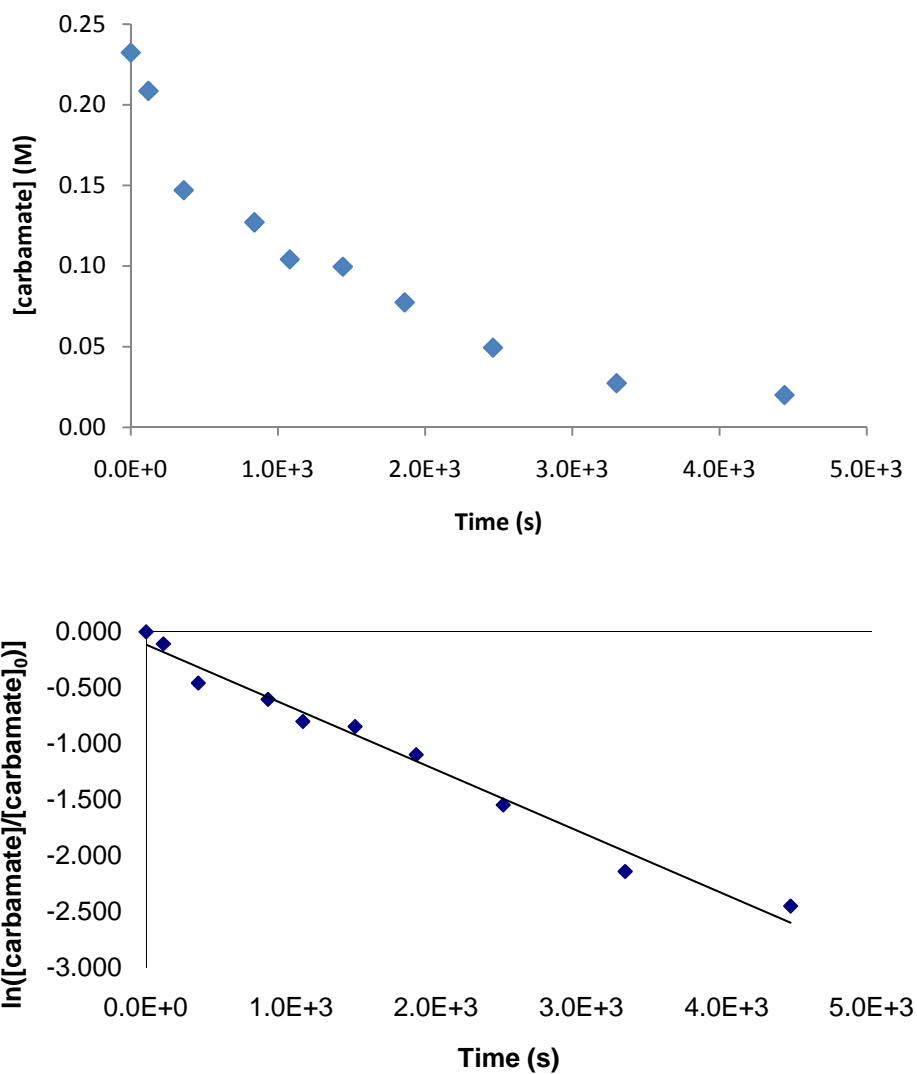 0.25
0.20
0.15
0.10
0.05
0.00
[carbamate] (M)
0.0E+0 1.0E+3 2.0E+3 3.0E+3 4.0E+3 5.0E+3
Time (s)
0.000
-0.500
-1.000
-1.500
-2.000
-2.500
-3.000
ln([carbamate]/[carbamate]₀)]
0.0E+0 1.0E+3 2.0E+3 3.0E+3 4.0E+3 5.0E+3
Time (s)